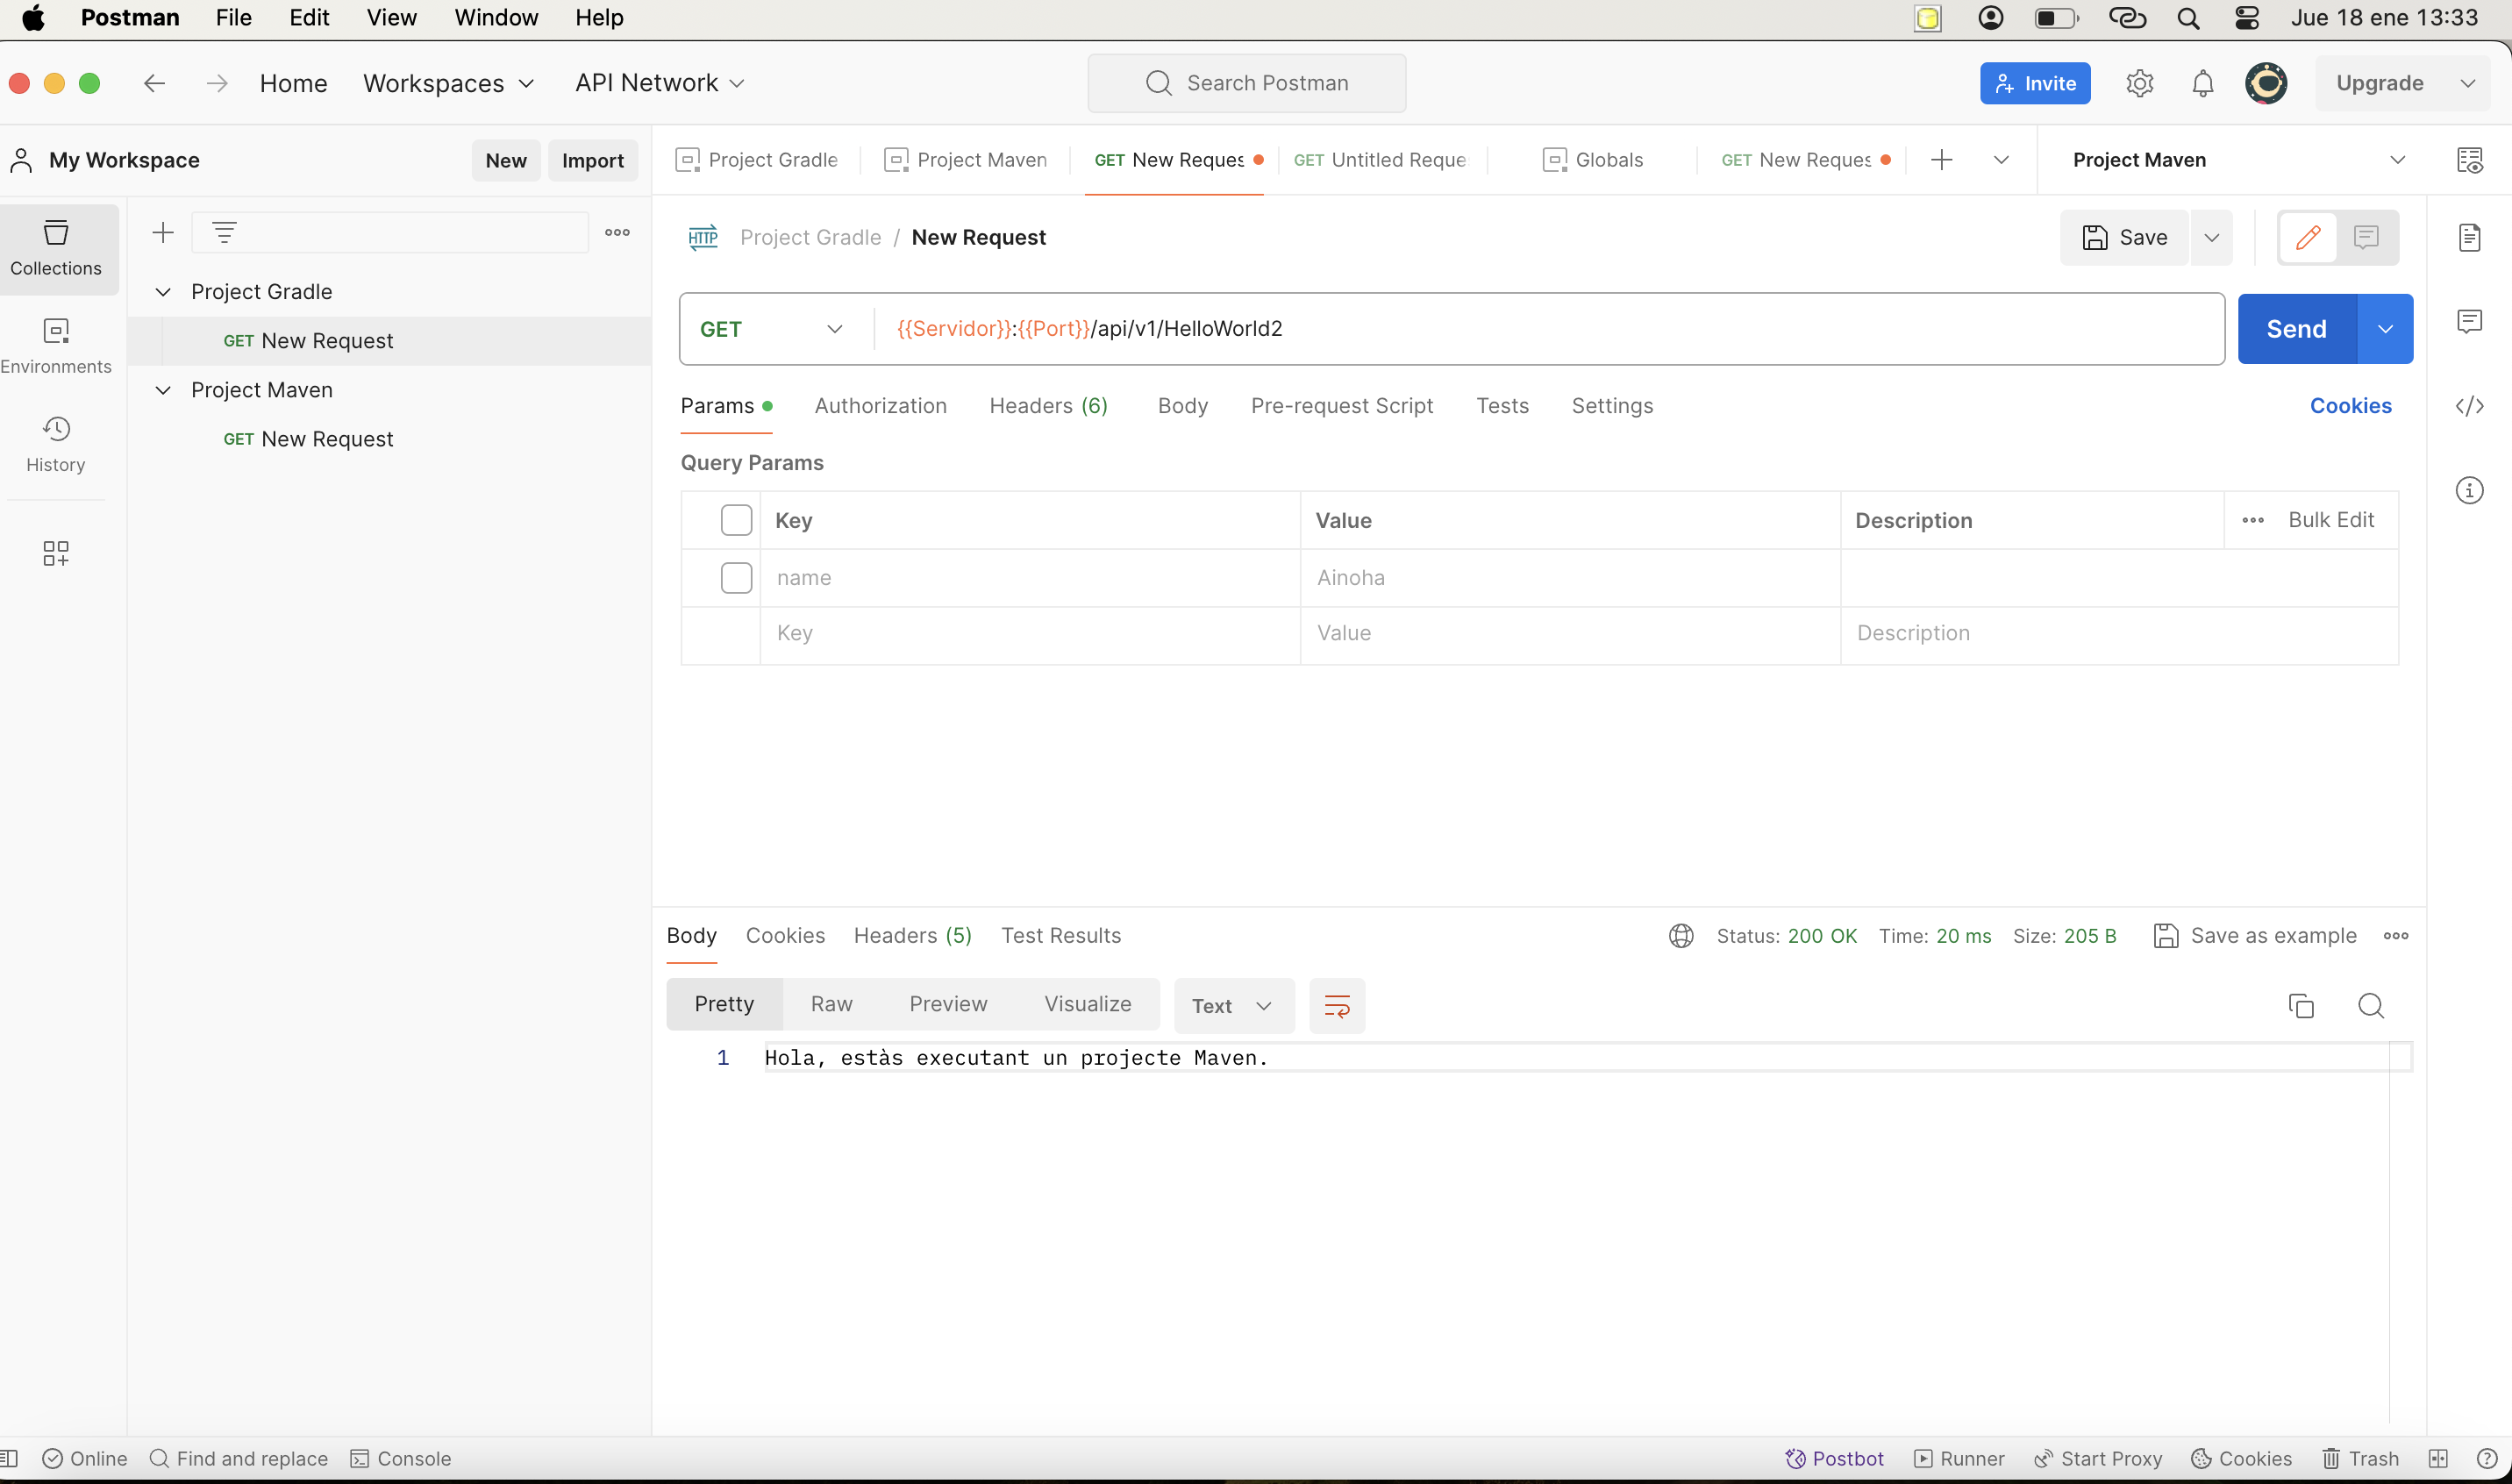 Postman File Edit View Window Help Jue 18 ene 13:33
Home Workspaces API Network Search Postman Invite Upgrade
My Workspace New Import
Project Gradle Project Maven GET New Reques GET Untitled Reque Globals GET New Reques Project Maven
Collections
Environments
History
Project Gradle
GET New Request
Project Maven
GET New Request
HTTP Project Gradle / New Request Save
GET {{Servidor}}:{{Port}}/api/v1/HelloWorld2 Send
Params Authorization Headers (6) Body Pre-request Script Tests Settings Cookies
Query Params
Key Value Description Bulk Edit
name Ainoha
Key Value Description
Body Cookies Headers (5) Test Results Status: 200 OK Time: 20 ms Size: 205 B Save as example
Pretty Raw Preview Visualize Text
1 Hola, estàs executant un projecte Maven.
Online Find and replace Console Postbot Runner Start Proxy Cookies Trash